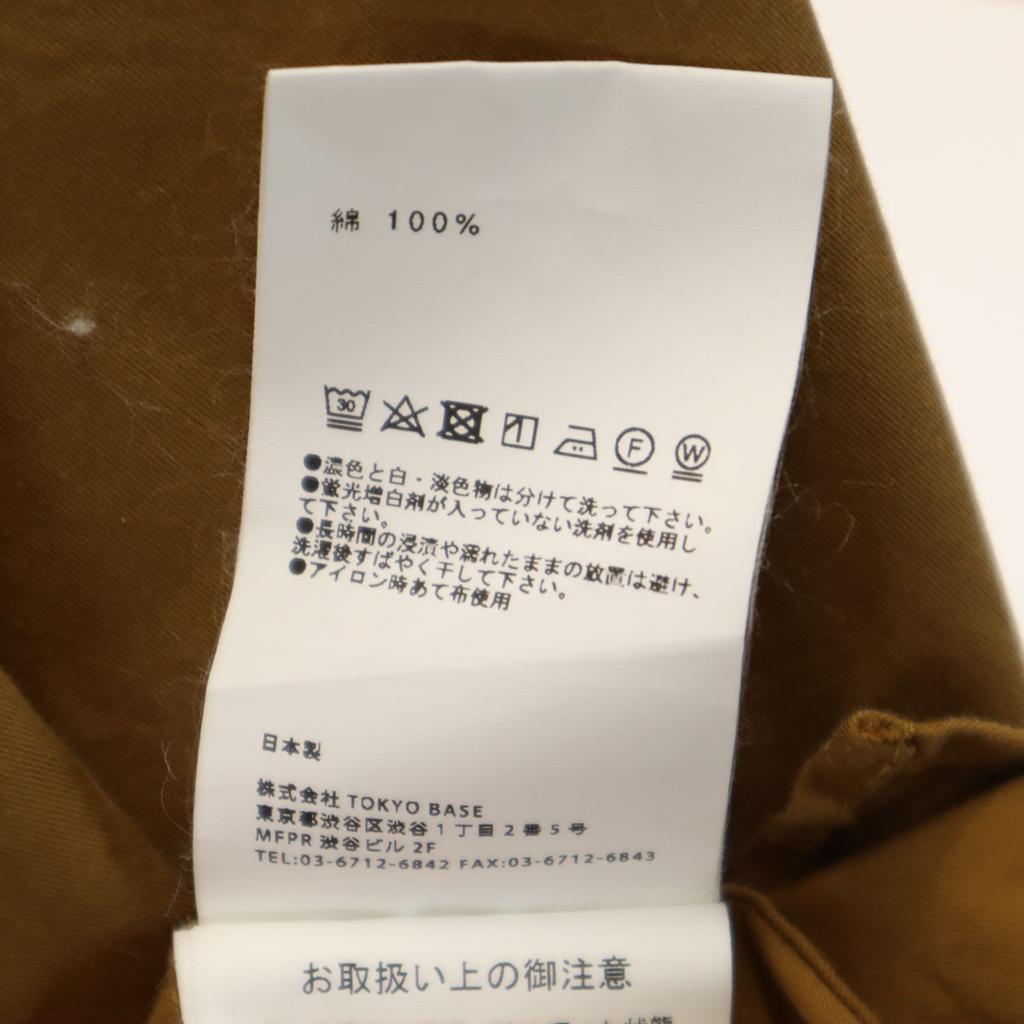 綿 100%
30
F
W
●濃色と白・淡色物は分けて洗って下さい。
●蛍光増白剤が入っていない洗剤を使用し
て下さい。
●長時間の浸漬や濡れたままの放置は避け、
洗濯後すばやく干して下さい。
●アイロン時あて布使用
日本製
株式会社 TOKYO BASE
東京都渋谷区渋谷1丁目2番5号
MFPR 渋谷ビル 2F
TEL:03-6712-6842 FAX:03-6712-6843
お取扱い上の御注意